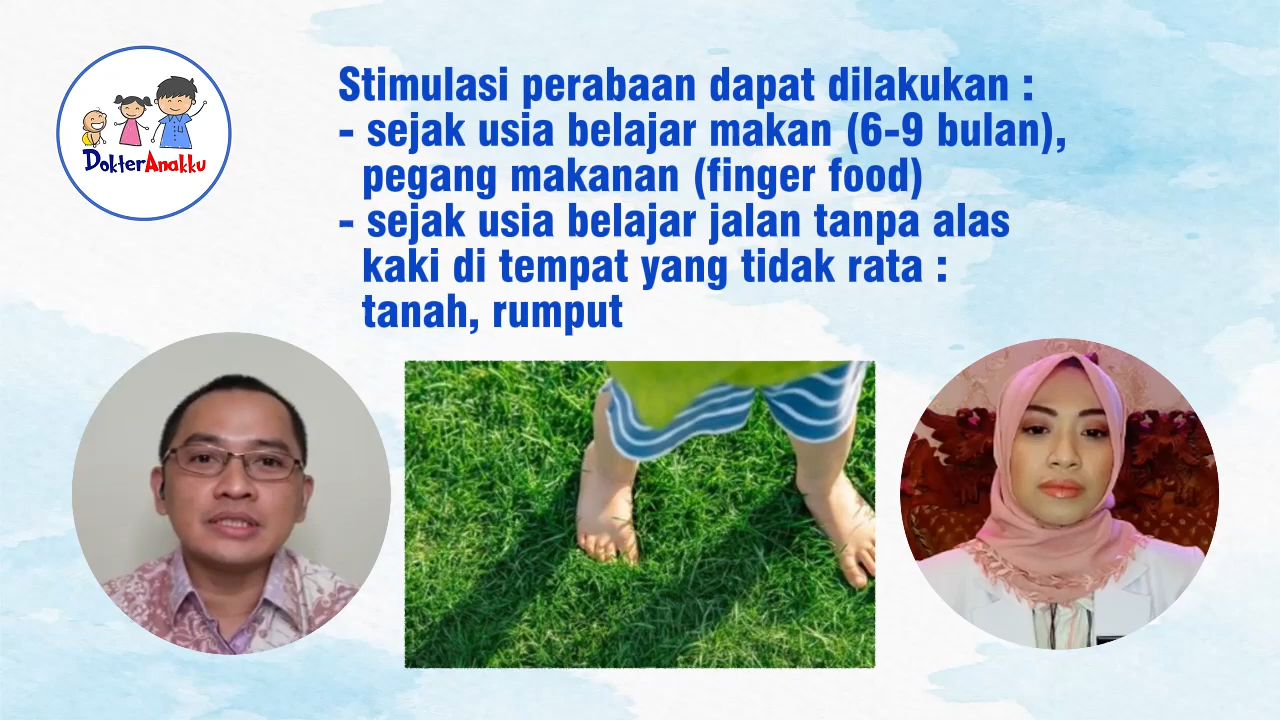 DokterAnakku
Stimulasi perabaan dapat dilakukan :
- sejak usia belajar makan (6-9 bulan),
pegang makanan (finger food)
- sejak usia belajar jalan tanpa alas
kaki di tempat yang tidak rata :
tanah, rumput